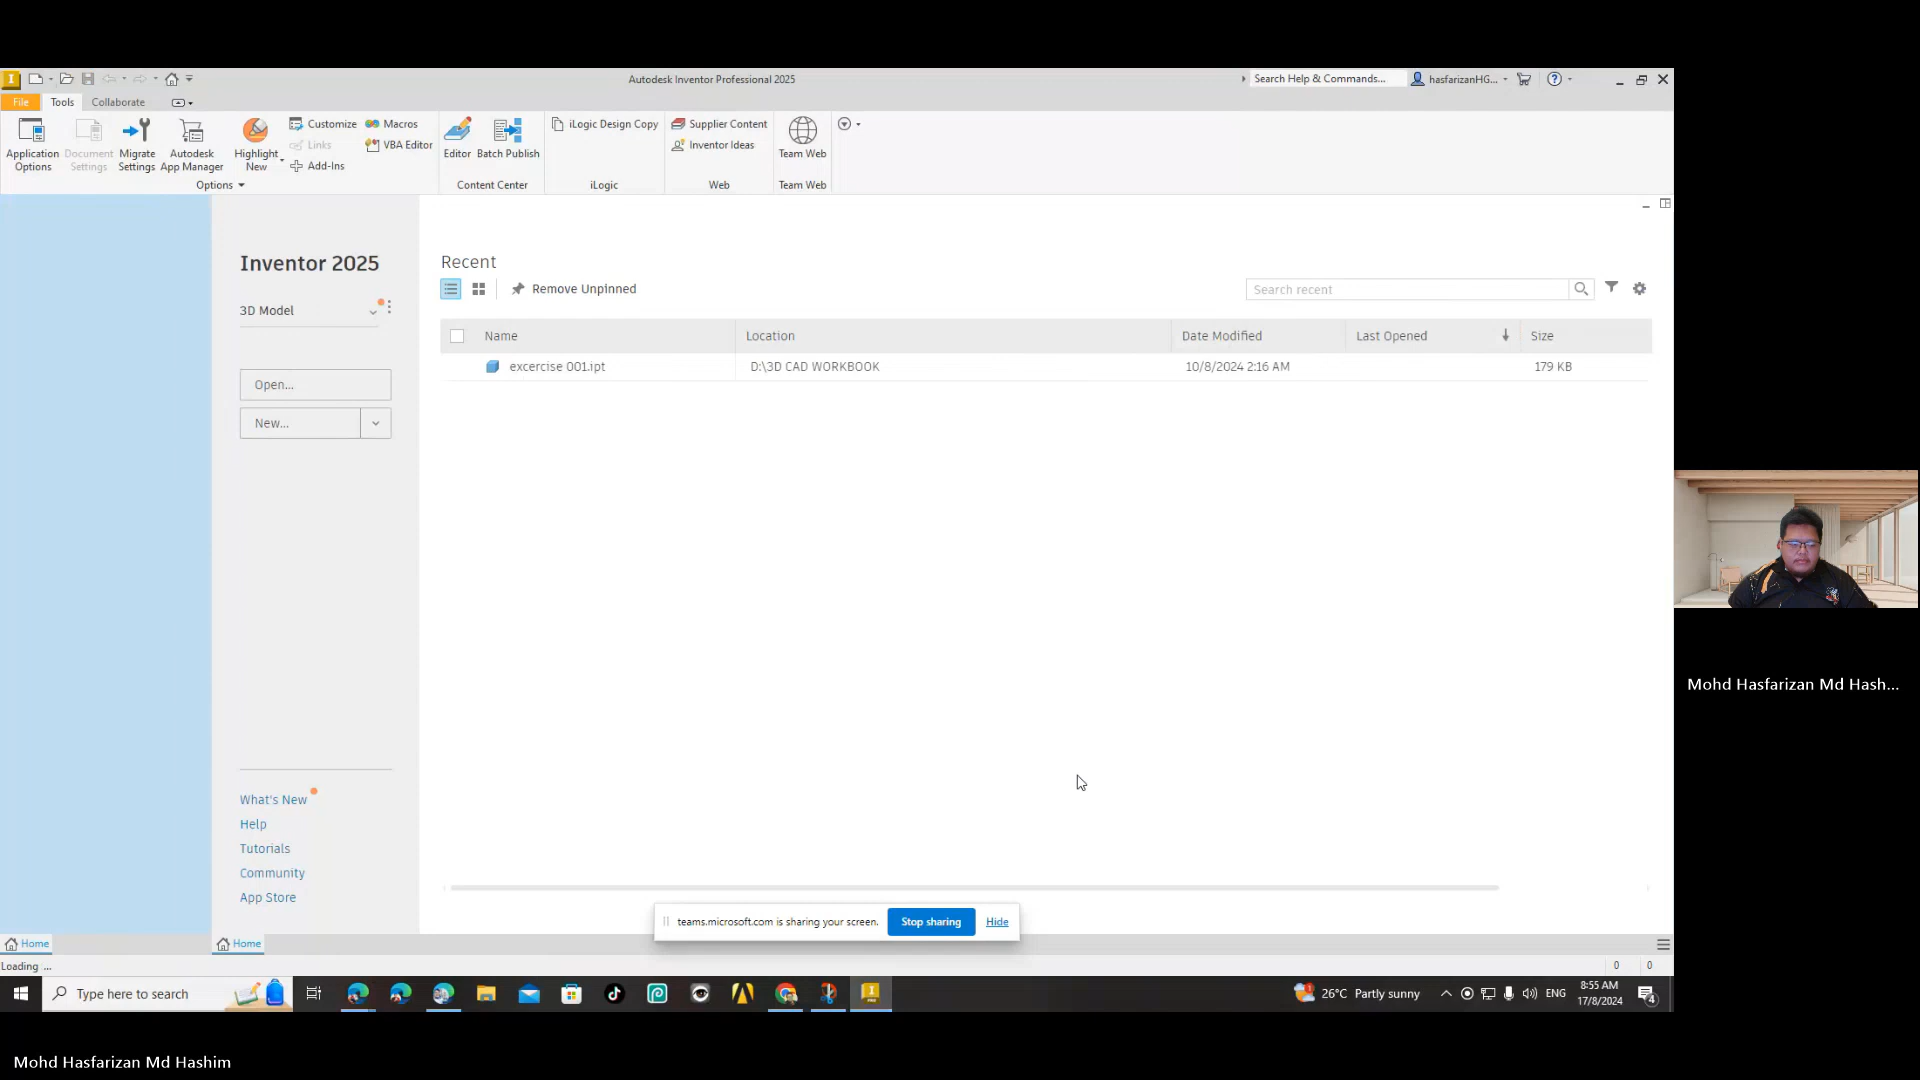 Autodesk Inventor Professional 2025
Search Help & Commands...
hasfarizanHG...
File
Tools
Collaborate
Application Options
Document Settings
Migrate Settings
Autodesk App Manager
Highlight New
Customize
Links
Add-Ins
Macros
VBA Editor
Options
Editor
Batch Publish
Content Center
iLogic Design Copy
iLogic
Supplier Content
Inventor Ideas
Web
Team Web
Team Web
Inventor 2025
3D Model
Open...
New...
What's New
Help
Tutorials
Community
App Store
Recent
Remove Unpinned
Search recent
Name Location Date Modified Last Opened Size
excercise 001.ipt D:\3D CAD WORKBOOK 10/8/2024 2:16 AM 179 KB
teams.microsoft.com is sharing your screen. Stop sharing Hide
Home
Home
Loading ...
0 0
Type here to search
26°C Partly sunny
ENG
8:55 AM
17/8/2024
4
Mohd Hasfarizan Md Hash...
Mohd Hasfarizan Md Hashim